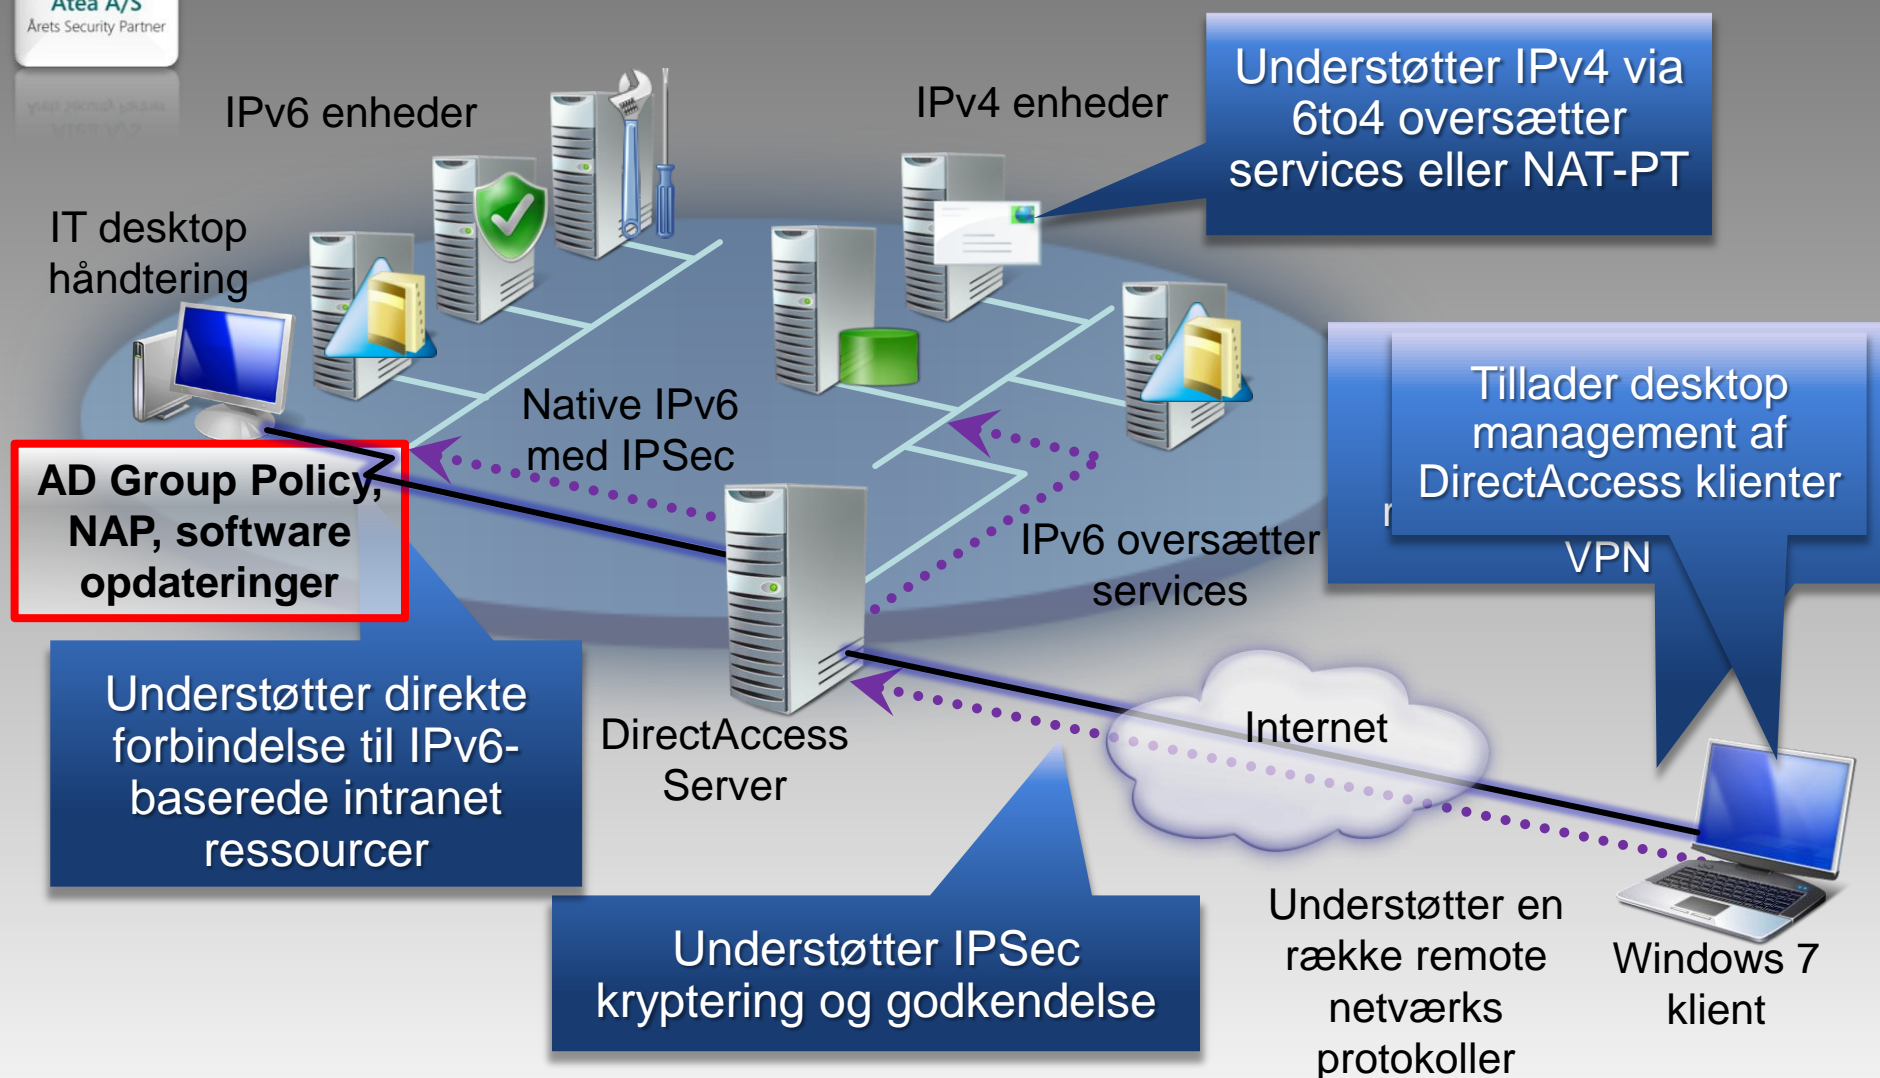 Atea A/S
Årets Security Partner
IPv6 enheder
IPv4 enheder
Understøtter IPv4 via
6to4 oversætter
services eller NAT-PT
IT desktop
håndtering
Native IPv6
med IPSec
Tillader desktop
management af
DirectAccess klienter
VPN
AD Group Policy,
NAP, software
opdateringer
IPv6 oversætter
services
Understøtter direkte
forbindelse til IPv6-
baserede intranet
ressourcer
DirectAccess
Server
Internet
Understøtter IPSec
kryptering og godkendelse
Understøtter en
række remote
netværks
protokoller
Windows 7
klient